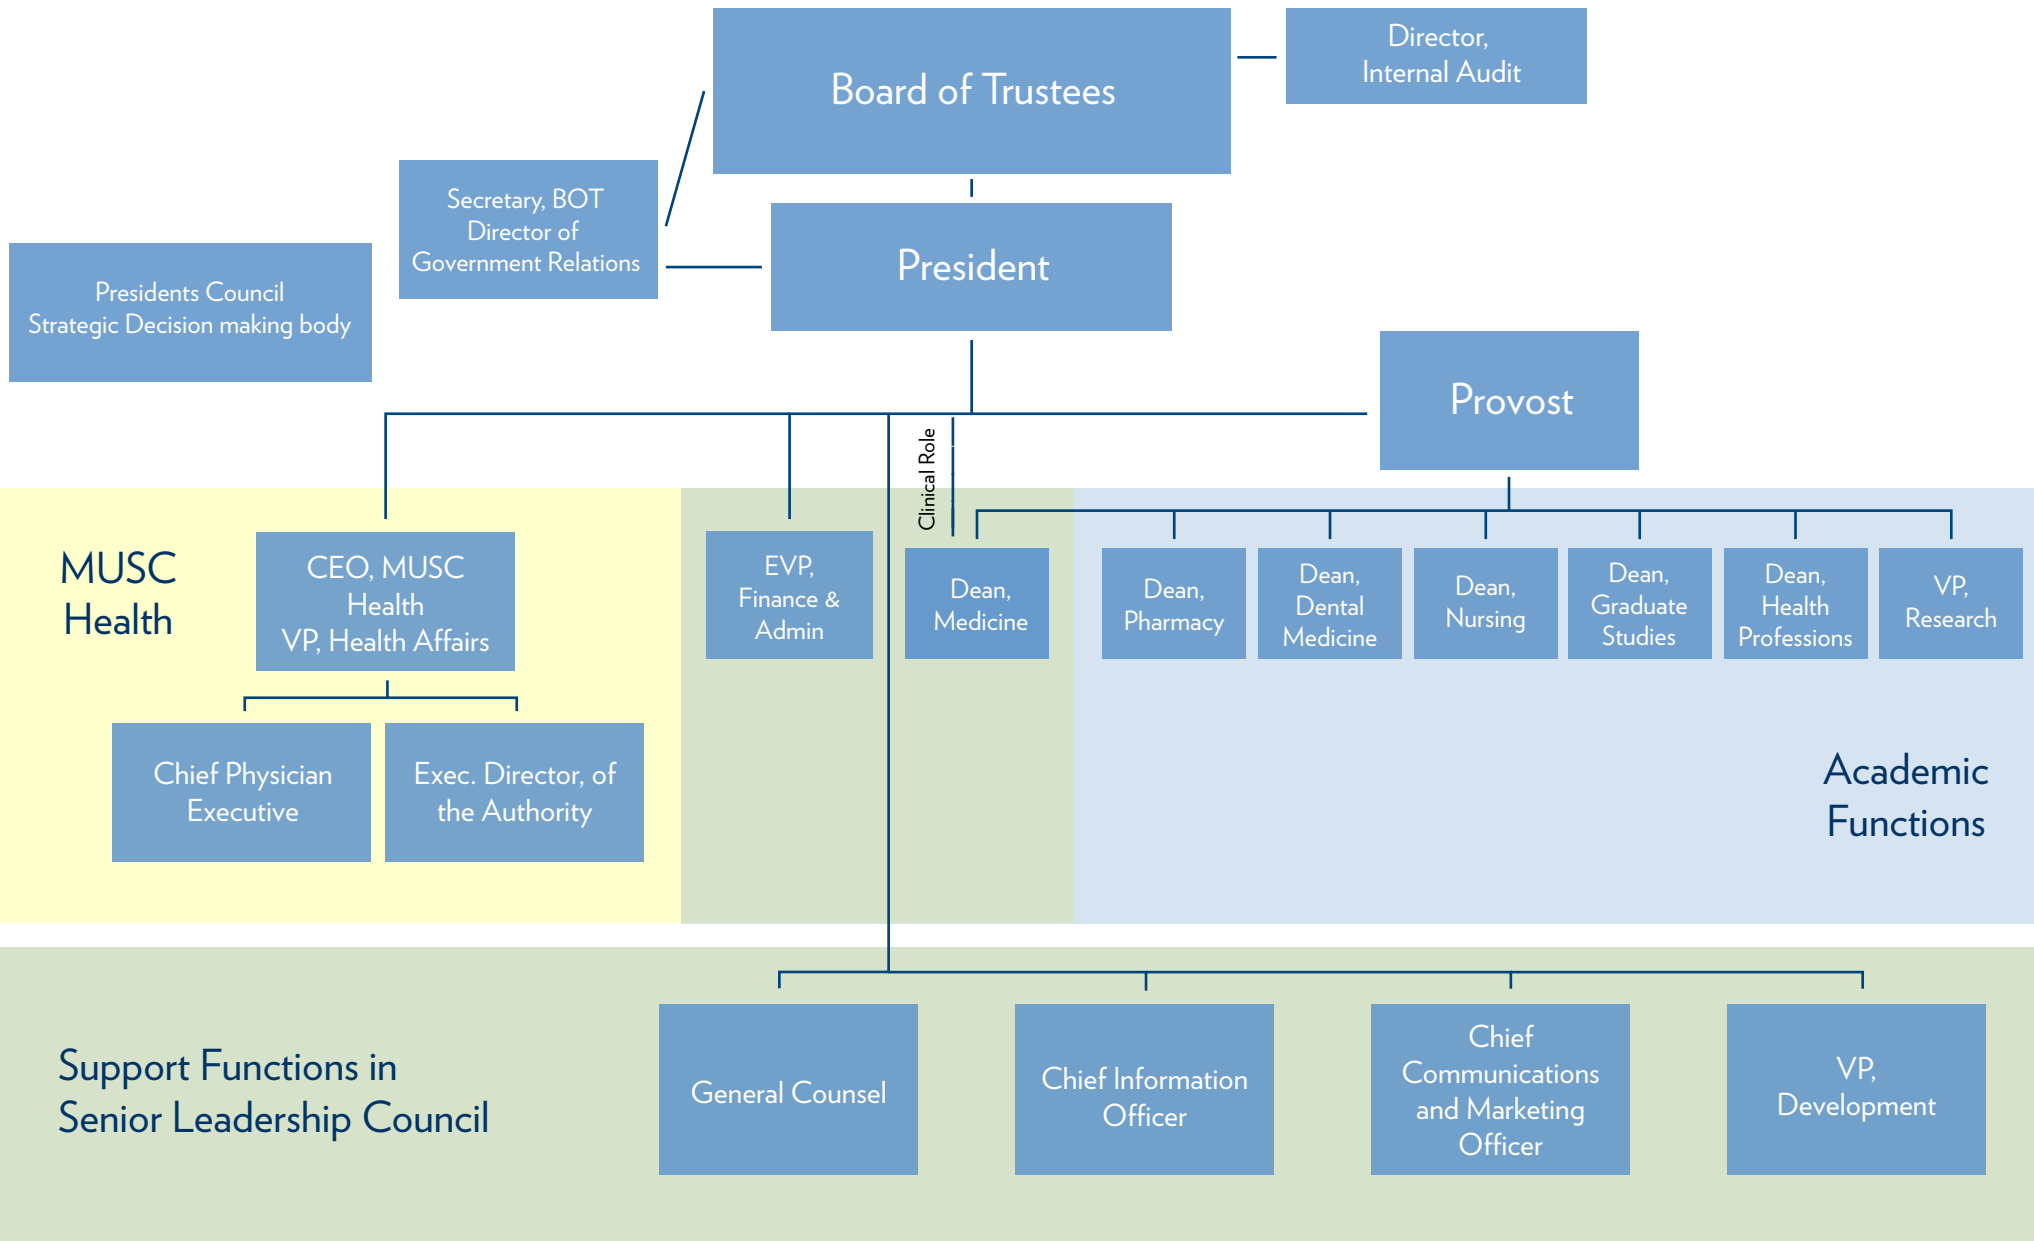 Board of Trustees
Director,
Internal Audit
Secretary, BOT
Director of
Government Relations
President
Presidents Council
Strategic Decision making body
Provost
Clinical Role
MUSC
Health
CEO, MUSC
Health
VP, Health Affairs
EVP,
Finance &
Admin
Dean,
Medicine
Dean,
Pharmacy
Dean,
Dental
Medicine
Dean,
Nursing
Dean,
Graduate
Studies
Dean,
Health
Professions
VP,
Research
Chief Physician
Executive
Exec. Director, of
the Authority
Academic
Functions
Support Functions in
Senior Leadership Council
General Counsel
Chief Information
Officer
Chief
Communications
and Marketing
Officer
VP,
Development